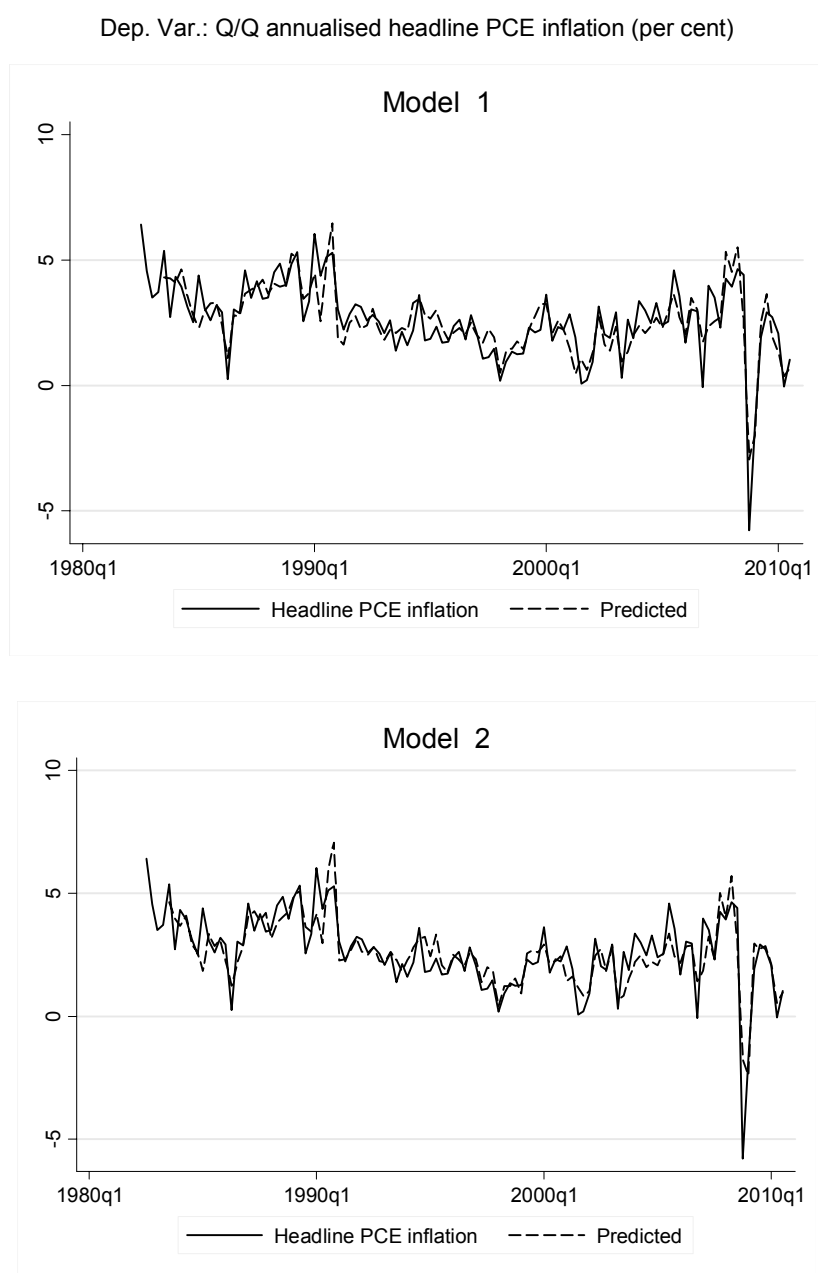 Dep. Var.: Q/Q annualised headline PCE inflation (per cent)
Model 1
10
5
0
-5
1980q1 1990q1 2000q1 2010q1
Headline PCE inflation Predicted
Model 2
10
5
0
-5
1980q1 1990q1 2000q1 2010q1
Headline PCE inflation Predicted